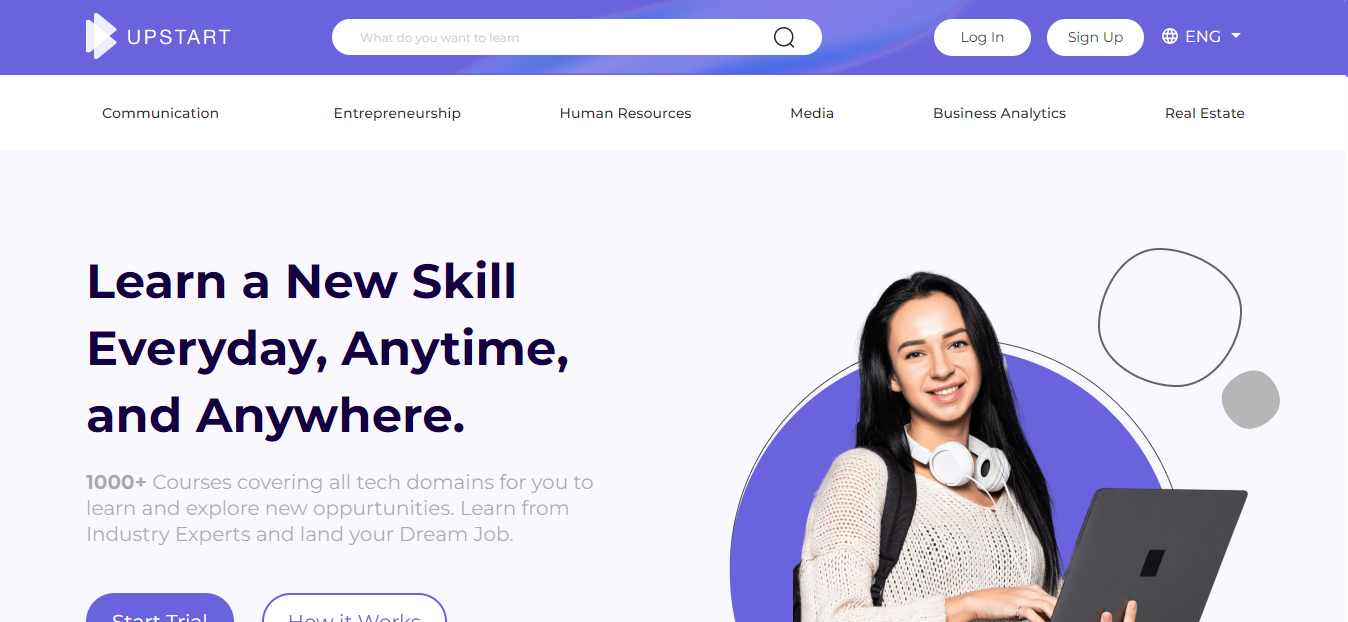 UPSTART
What do you want to learn
Log In
Sign Up
ENG
Communication
Entrepreneurship
Human Resources
Media
Business Analytics
Real Estate
Learn a New Skill
Everyday, Anytime,
and Anywhere.
1000+ Courses covering all tech domains for you to
learn and explore new oppurtunities. Learn from
Industry Experts and land your Dream Job.
Start Trial
How it Works